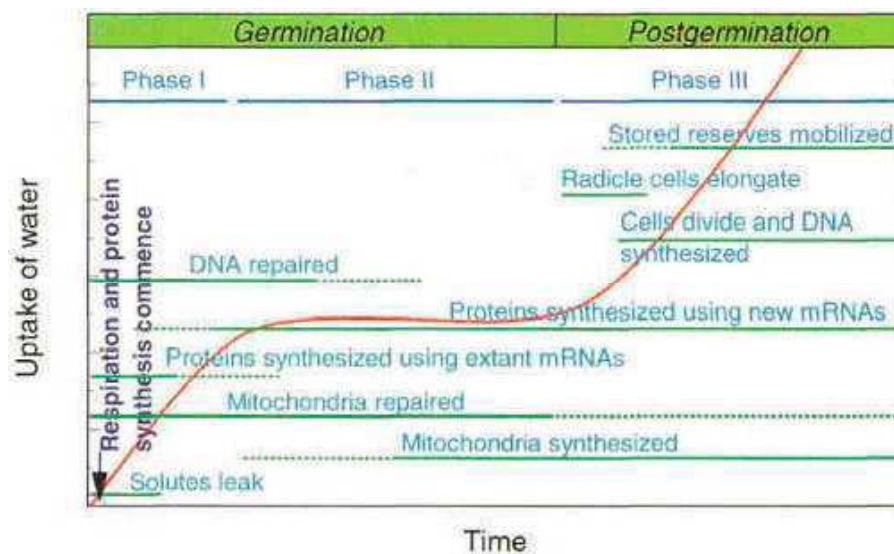 Germination Postgermination
Phase I Phase II Phase III
Stored reserves mobilized
Radicle cells elongate
Cells divide and DNA
synthesized
DNA repaired
Proteins synthesized using new mRNAs
Proteins synthesized using extant mRNAs
Mitochondria repaired
Mitochondria synthesized
Solutes leak
Respiration and protein
synthesis commence
Uptake of water
Time